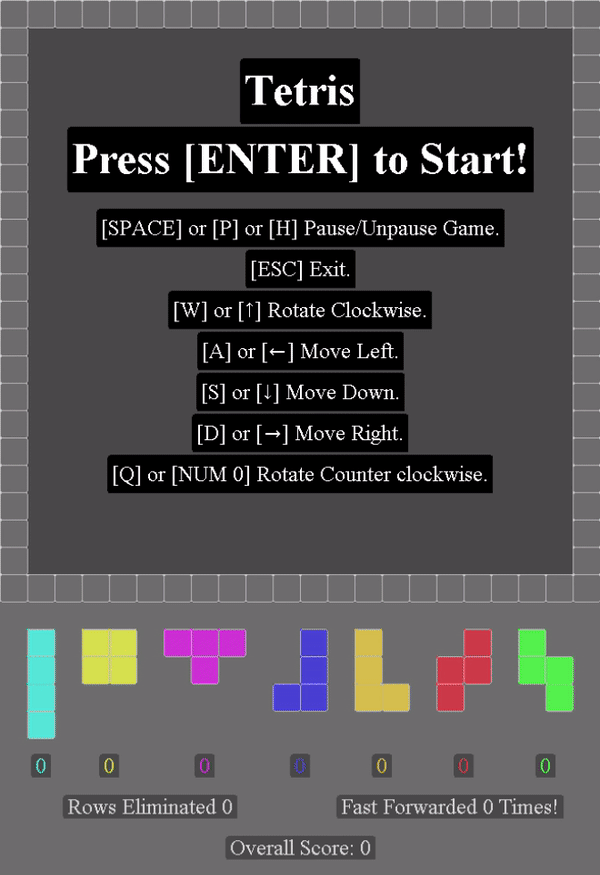 Tetris
Press [ENTER] to Start!
[SPACE] or [P] or [H] Pause/Unpause Game.
[ESC] Exit.
[W] or [↑] Rotate Clockwise.
[A] or [←] Move Left.
[S] or [↓] Move Down.
[D] or [→] Move Right.
[Q] or [NUM 0] Rotate Counter clockwise.
0 0 0 0 0 0 0
Rows Eliminated 0 Fast Forwarded 0 Times!
Overall Score: 0